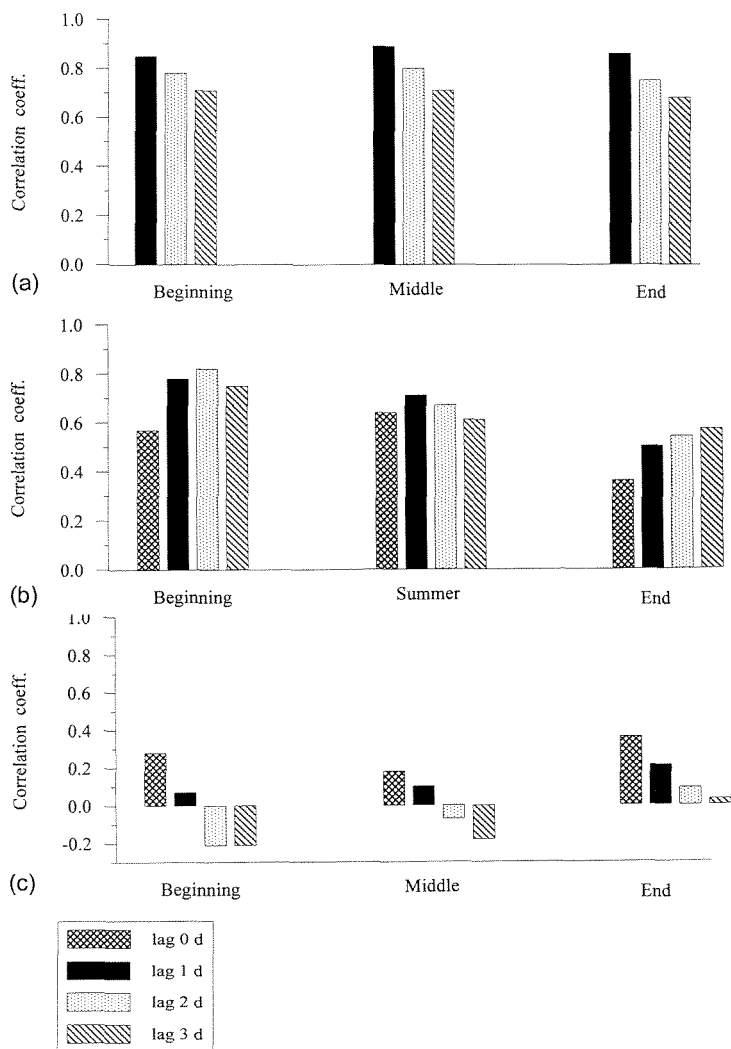 1.0
0.8
0.6
0.4
0.2
0.0
Correlation coeff.
(a)
Beginning Middle End
1.0
0.8
0.6
0.4
0.2
0.0
Correlation coeff.
(b)
Beginning Summer End
1.0
0.8
0.6
0.4
0.2
0.0
-0.2
Correlation coeff.
(c)
Beginning Middle End
lag 0 d
lag 1 d
lag 2 d
lag 3 d